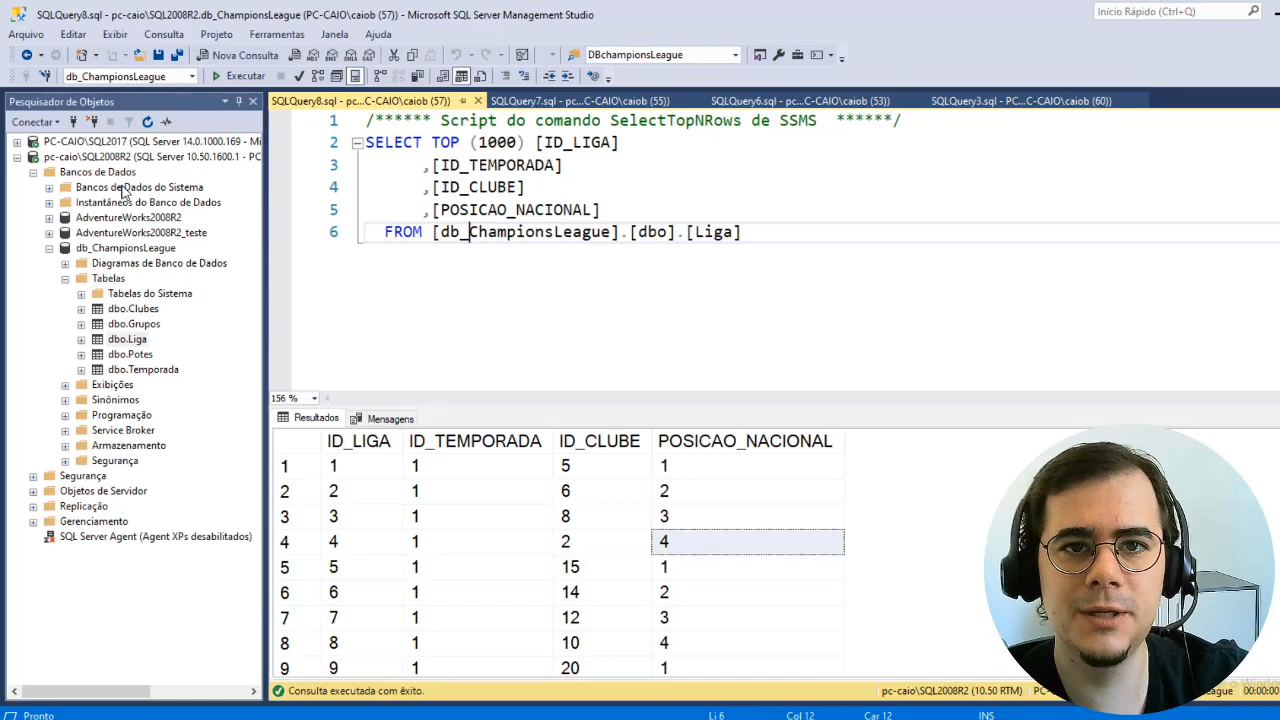 SQLQuery8.sql - pc-caio\SQL2008R2.db_ChampionsLeague (PC-CAIO\caiob (57)) - Microsoft SQL Server Management Studio
Início Rápido (Ctrl+Q)
Arquivo Editar Exibir Consulta Projeto Ferramentas Janela Ajuda
Nova Consulta MDX DMX XMLA DAX DBchampionsLeague
db_ChampionsLeague Executar
Pesquisador de Objetos
SQLQuery8.sql - pc...C-CAIO\caiob (57)) SQLQuery7.sql - pc...C-CAIO\caiob (55)) SQLQuery6.sql - pc...C-CAIO\caiob (53)) SQLQuery3.sql - pc...C-CAIO\caiob (60))
Conectar
PC-CAIO\SQL2017 (SQL Server 14.0.1000.169 - Mi
pc-caio\SQL2008R2 (SQL Server 10.50.1600.1 - PC
Bancos de Dados
Bancos de Dados do Sistema
Instantâneos do Banco de Dados
AdventureWorks2008R2
AdventureWorks2008R2_teste
db_ChampionsLeague
Diagramas de Banco de Dados
Tabelas
Tabelas do Sistema
dbo.Clubes
dbo.Grupos
dbo.Liga
dbo.Potes
dbo.Temporada
Exibições
Sinônimos
Programação
Service Broker
Armazenamento
Segurança
Segurança
Objetos de Servidor
Replicação
Gerenciamento
SQL Server Agent (Agent XPs desabilitados)
1 /****** Script do comando SelectTopNRows de SSMS ******/
2 SELECT TOP (1000) [ID_LIGA]
3 ,[ID_TEMPORADA]
4 ,[ID_CLUBE]
5 ,[POSICAO_NACIONAL]
6 FROM [db_ChampionsLeague].[dbo].[Liga]
156 %
Resultados Mensagens
ID_LIGA ID_TEMPORADA ID_CLUBE POSICAO_NACIONAL
1 1 1 5 1
2 2 1 6 2
3 3 1 8 3
4 4 1 2 4
5 5 1 15 1
6 6 1 14 2
7 7 1 12 3
8 8 1 10 4
9 9 1 20 1
Consulta executada com êxito. pc-caio\SQL2008R2 (10.50 RTM)
Pronto Li 6 Col 12 Car 12 INS